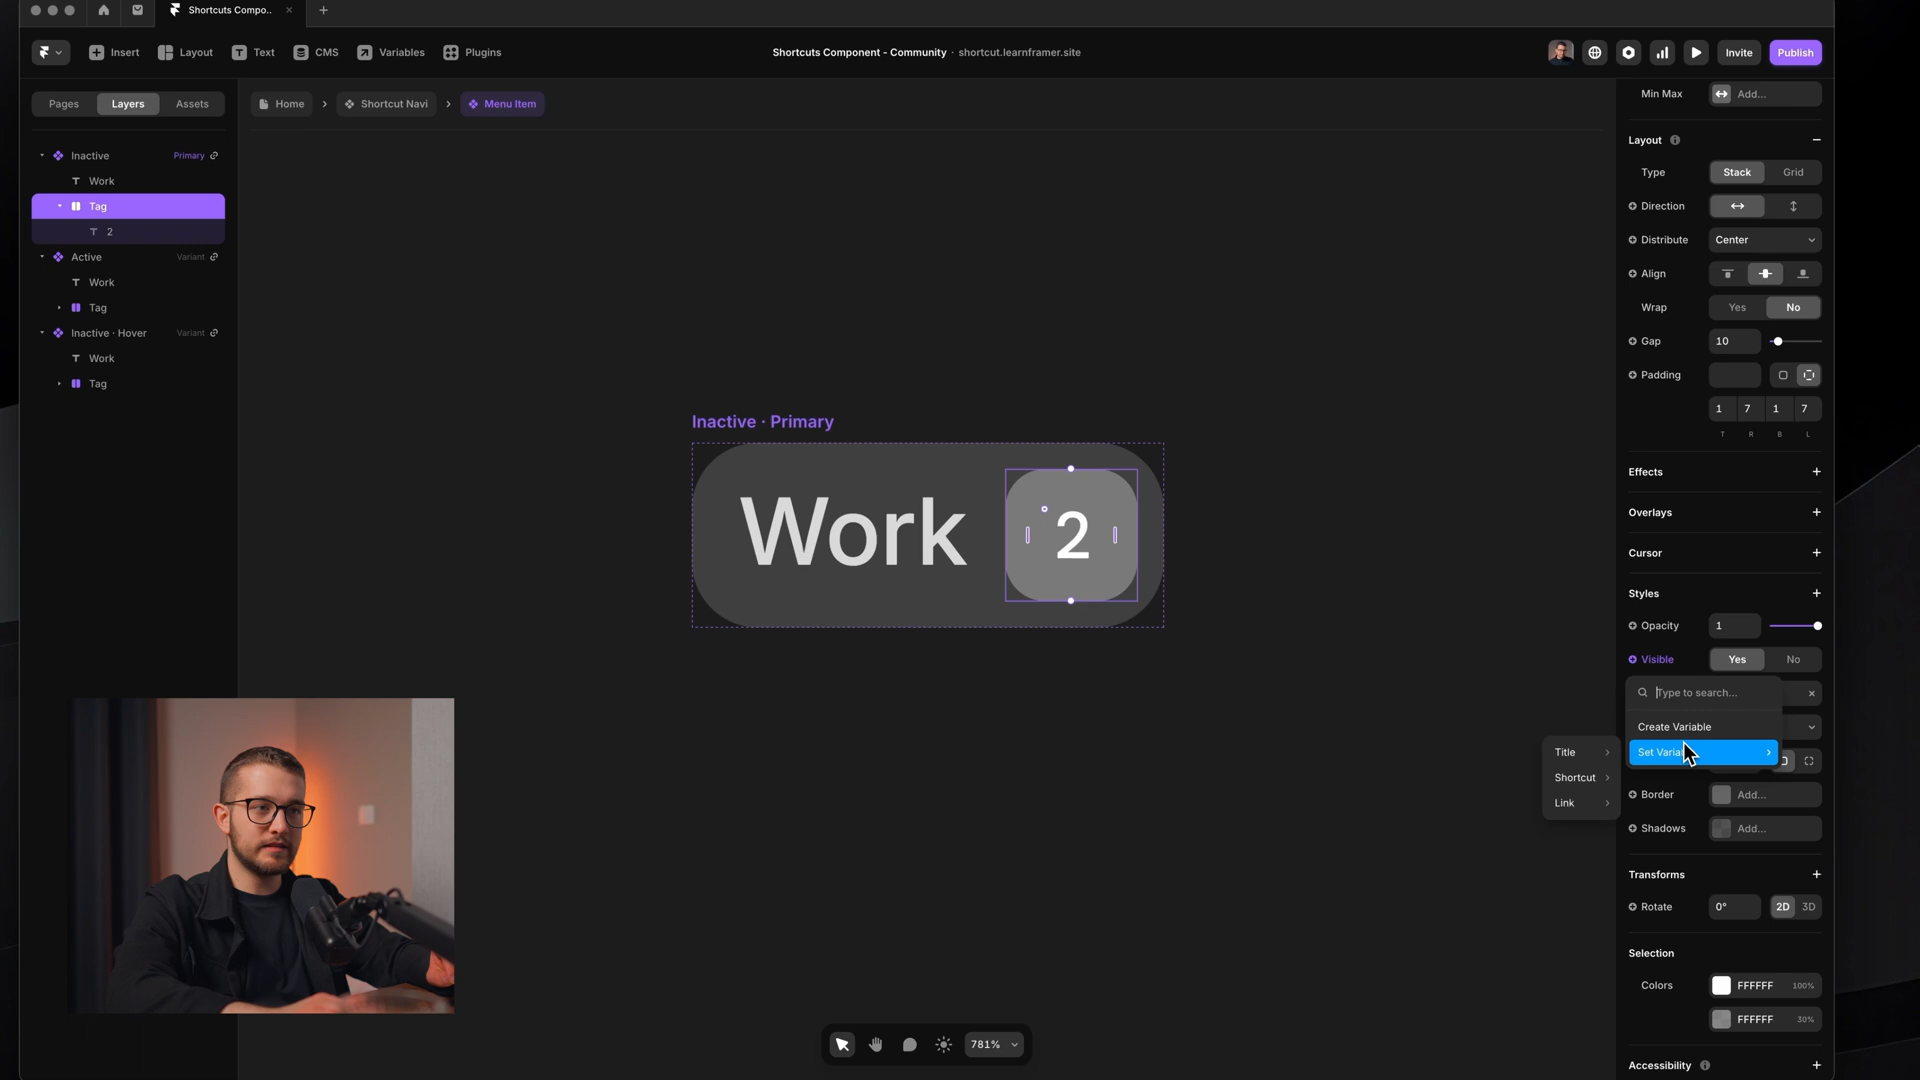 Shortcuts Compo..
Insert
Layout
Text
CMS
Variables
Plugins
Shortcuts Component - Community · shortcut.learnframer.site
Invite
Publish
Pages
Layers
Assets
Home
Shortcut Navi
Menu Item
Inactive
Primary
Work
Tag
2
Active
Variant
Work
Tag
Inactive · Hover
Variant
Work
Tag
Inactive · Primary
Work
2
781%
Min Max
Add...
Layout
Type
Stack
Grid
Direction
Distribute
Center
Align
Wrap
Yes
No
Gap
10
Padding
1
7
1
7
T
R
B
L
Effects
Overlays
Cursor
Styles
Opacity
1
Visible
Yes
No
Type to search...
Create Variable
Set Varia
Title
Shortcut
Link
Border
Add...
Shadows
Add...
Transforms
Rotate
0°
2D
3D
Selection
Colors
FFFFFF
100%
FFFFFF
30%
Accessibility